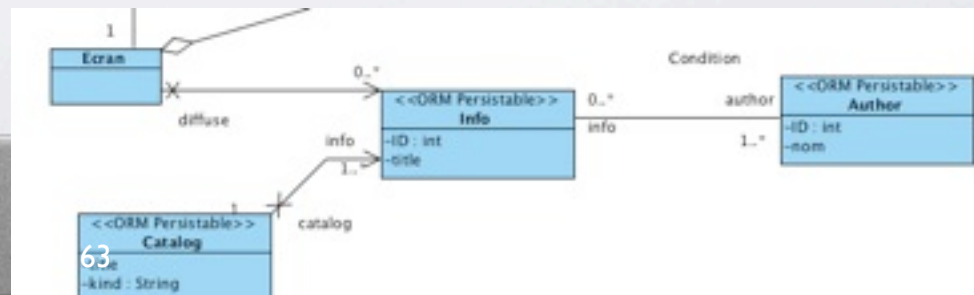 1
Ecran
0..*
diffuse
<<ORM Persistable>>
Info
-ID : int
-title
0..*
info
Condition
author
1..*
<<ORM Persistable>>
Author
-ID : int
-nom
info
1..*
1
catalog
<<ORM Persistable>>
Catalog
63
-kind : String